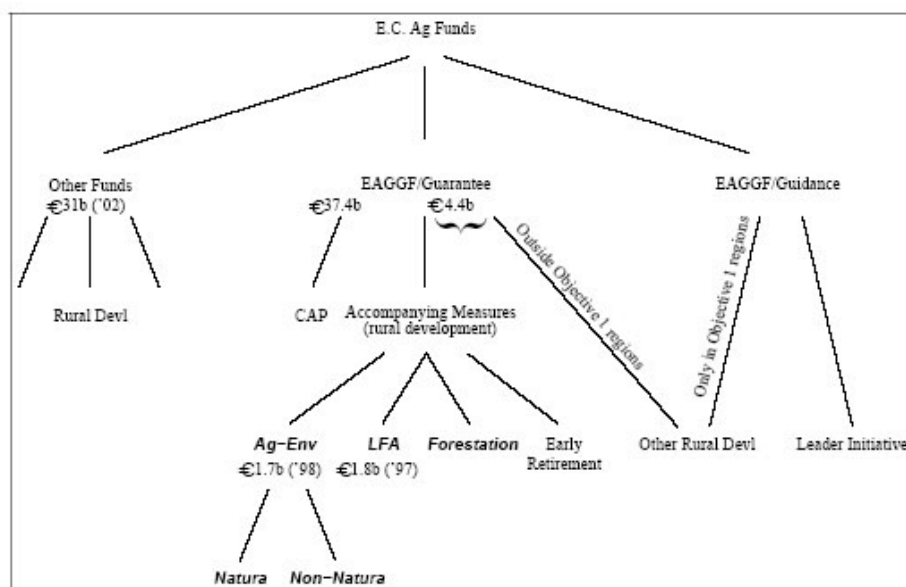 E.C. Ag Funds
Other Funds
€31b ('02)
EAGGF/Guarantee
€37.4b
€4.4b
EAGGF/Guidance
Outside Objective 1 regions
Only in Objective 1 regions
Rural Devl
CAP
Accompanying Measures
(rural development)
Ag-Env
€1.7b ('98)
LFA
€1.8b ('97)
Forestation
Early
Retirement
Other Rural Devl
Leader Initiative
Natura
Non-Natura